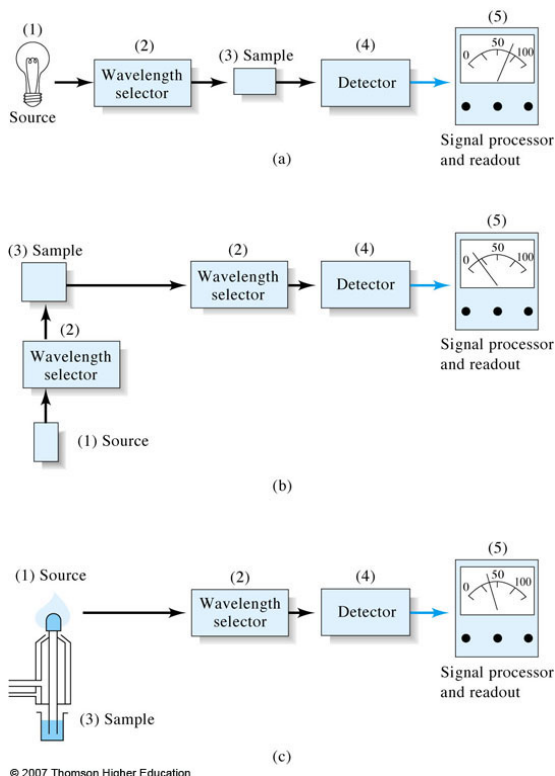 (1)
Source
(2)
Wavelength
selector
(3) Sample
(4)
Detector
(5)
0 50 100
Signal processor
and readout
(a)
(3) Sample
(2)
Wavelength
selector
(1) Source
(2)
Wavelength
selector
(4)
Detector
(5)
0 50 100
Signal processor
and readout
(b)
(1) Source
(3) Sample
(2)
Wavelength
selector
(4)
Detector
(5)
0 50 100
Signal processor
and readout
(c)
© 2007 Thomson Higher Education